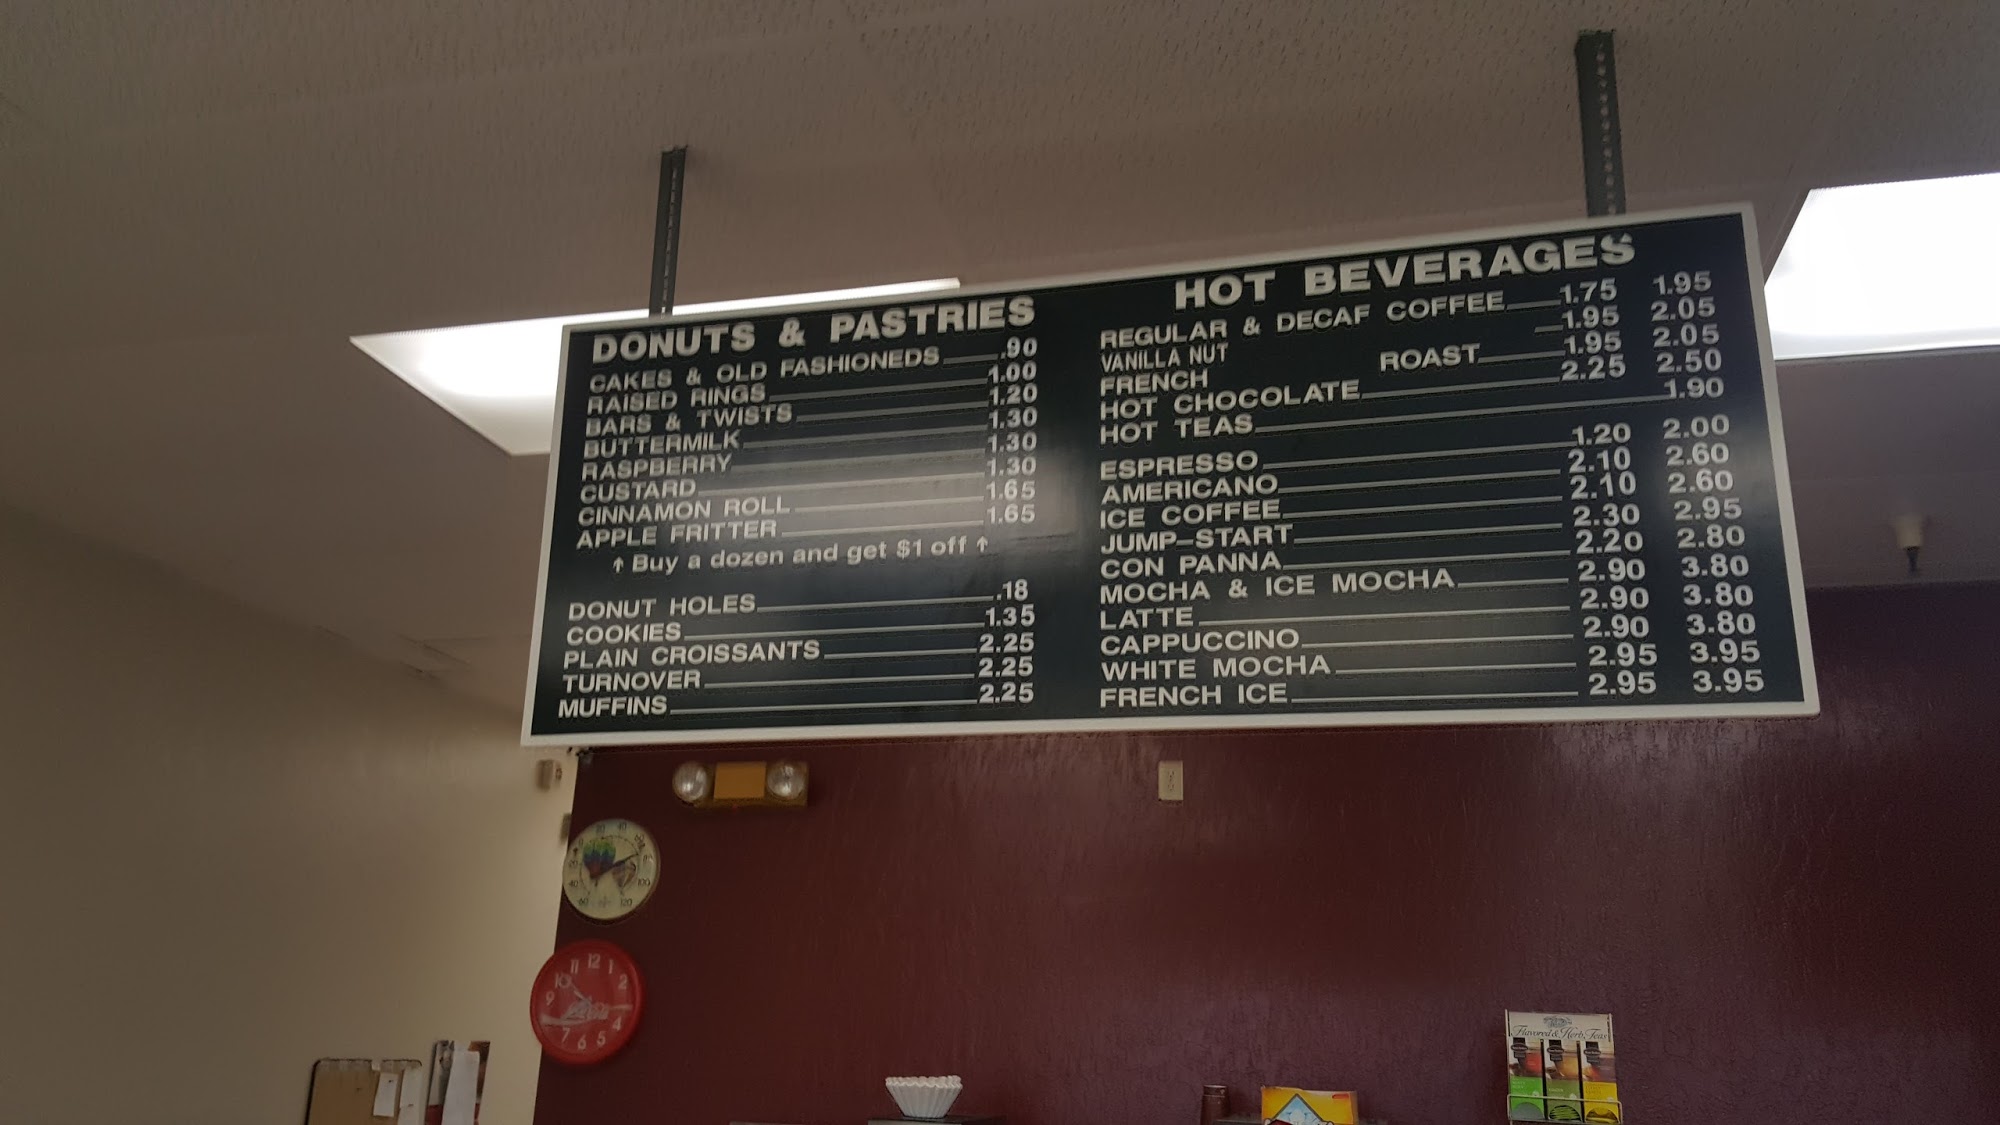 DONUTS & PASTRIES
CAKES & OLD FASHIONEDS .90
RAISED RINGS 1.00
BARS & TWISTS 1.20
BUTTERMILK 1.30
RASPBERRY 1.30
CUSTARD 1.30
CINNAMON ROLL 1.65
APPLE FRITTER 1.65
↑ Buy a dozen and get $1 off ↑
DONUT HOLES .18
COOKIES 1.35
PLAIN CROISSANTS 2.25
TURNOVER 2.25
MUFFINS 2.25
HOT BEVERAGES
REGULAR & DECAF COFFEE 1.75 1.95
VANILLA NUT 1.95 2.05
FRENCH ROAST 1.95 2.05
HOT CHOCOLATE 2.25 2.50
HOT TEAS 1.90
ESPRESSO 1.20 2.00
AMERICANO 2.10 2.60
ICE COFFEE 2.10 2.60
JUMP-START 2.30 2.95
CON PANNA 2.20 2.80
MOCHA & ICE MOCHA 2.90 3.80
LATTE 2.90 3.80
CAPPUCCINO 2.90 3.80
WHITE MOCHA 2.95 3.95
FRENCH ICE 2.95 3.95
Flavored & Herb Teas